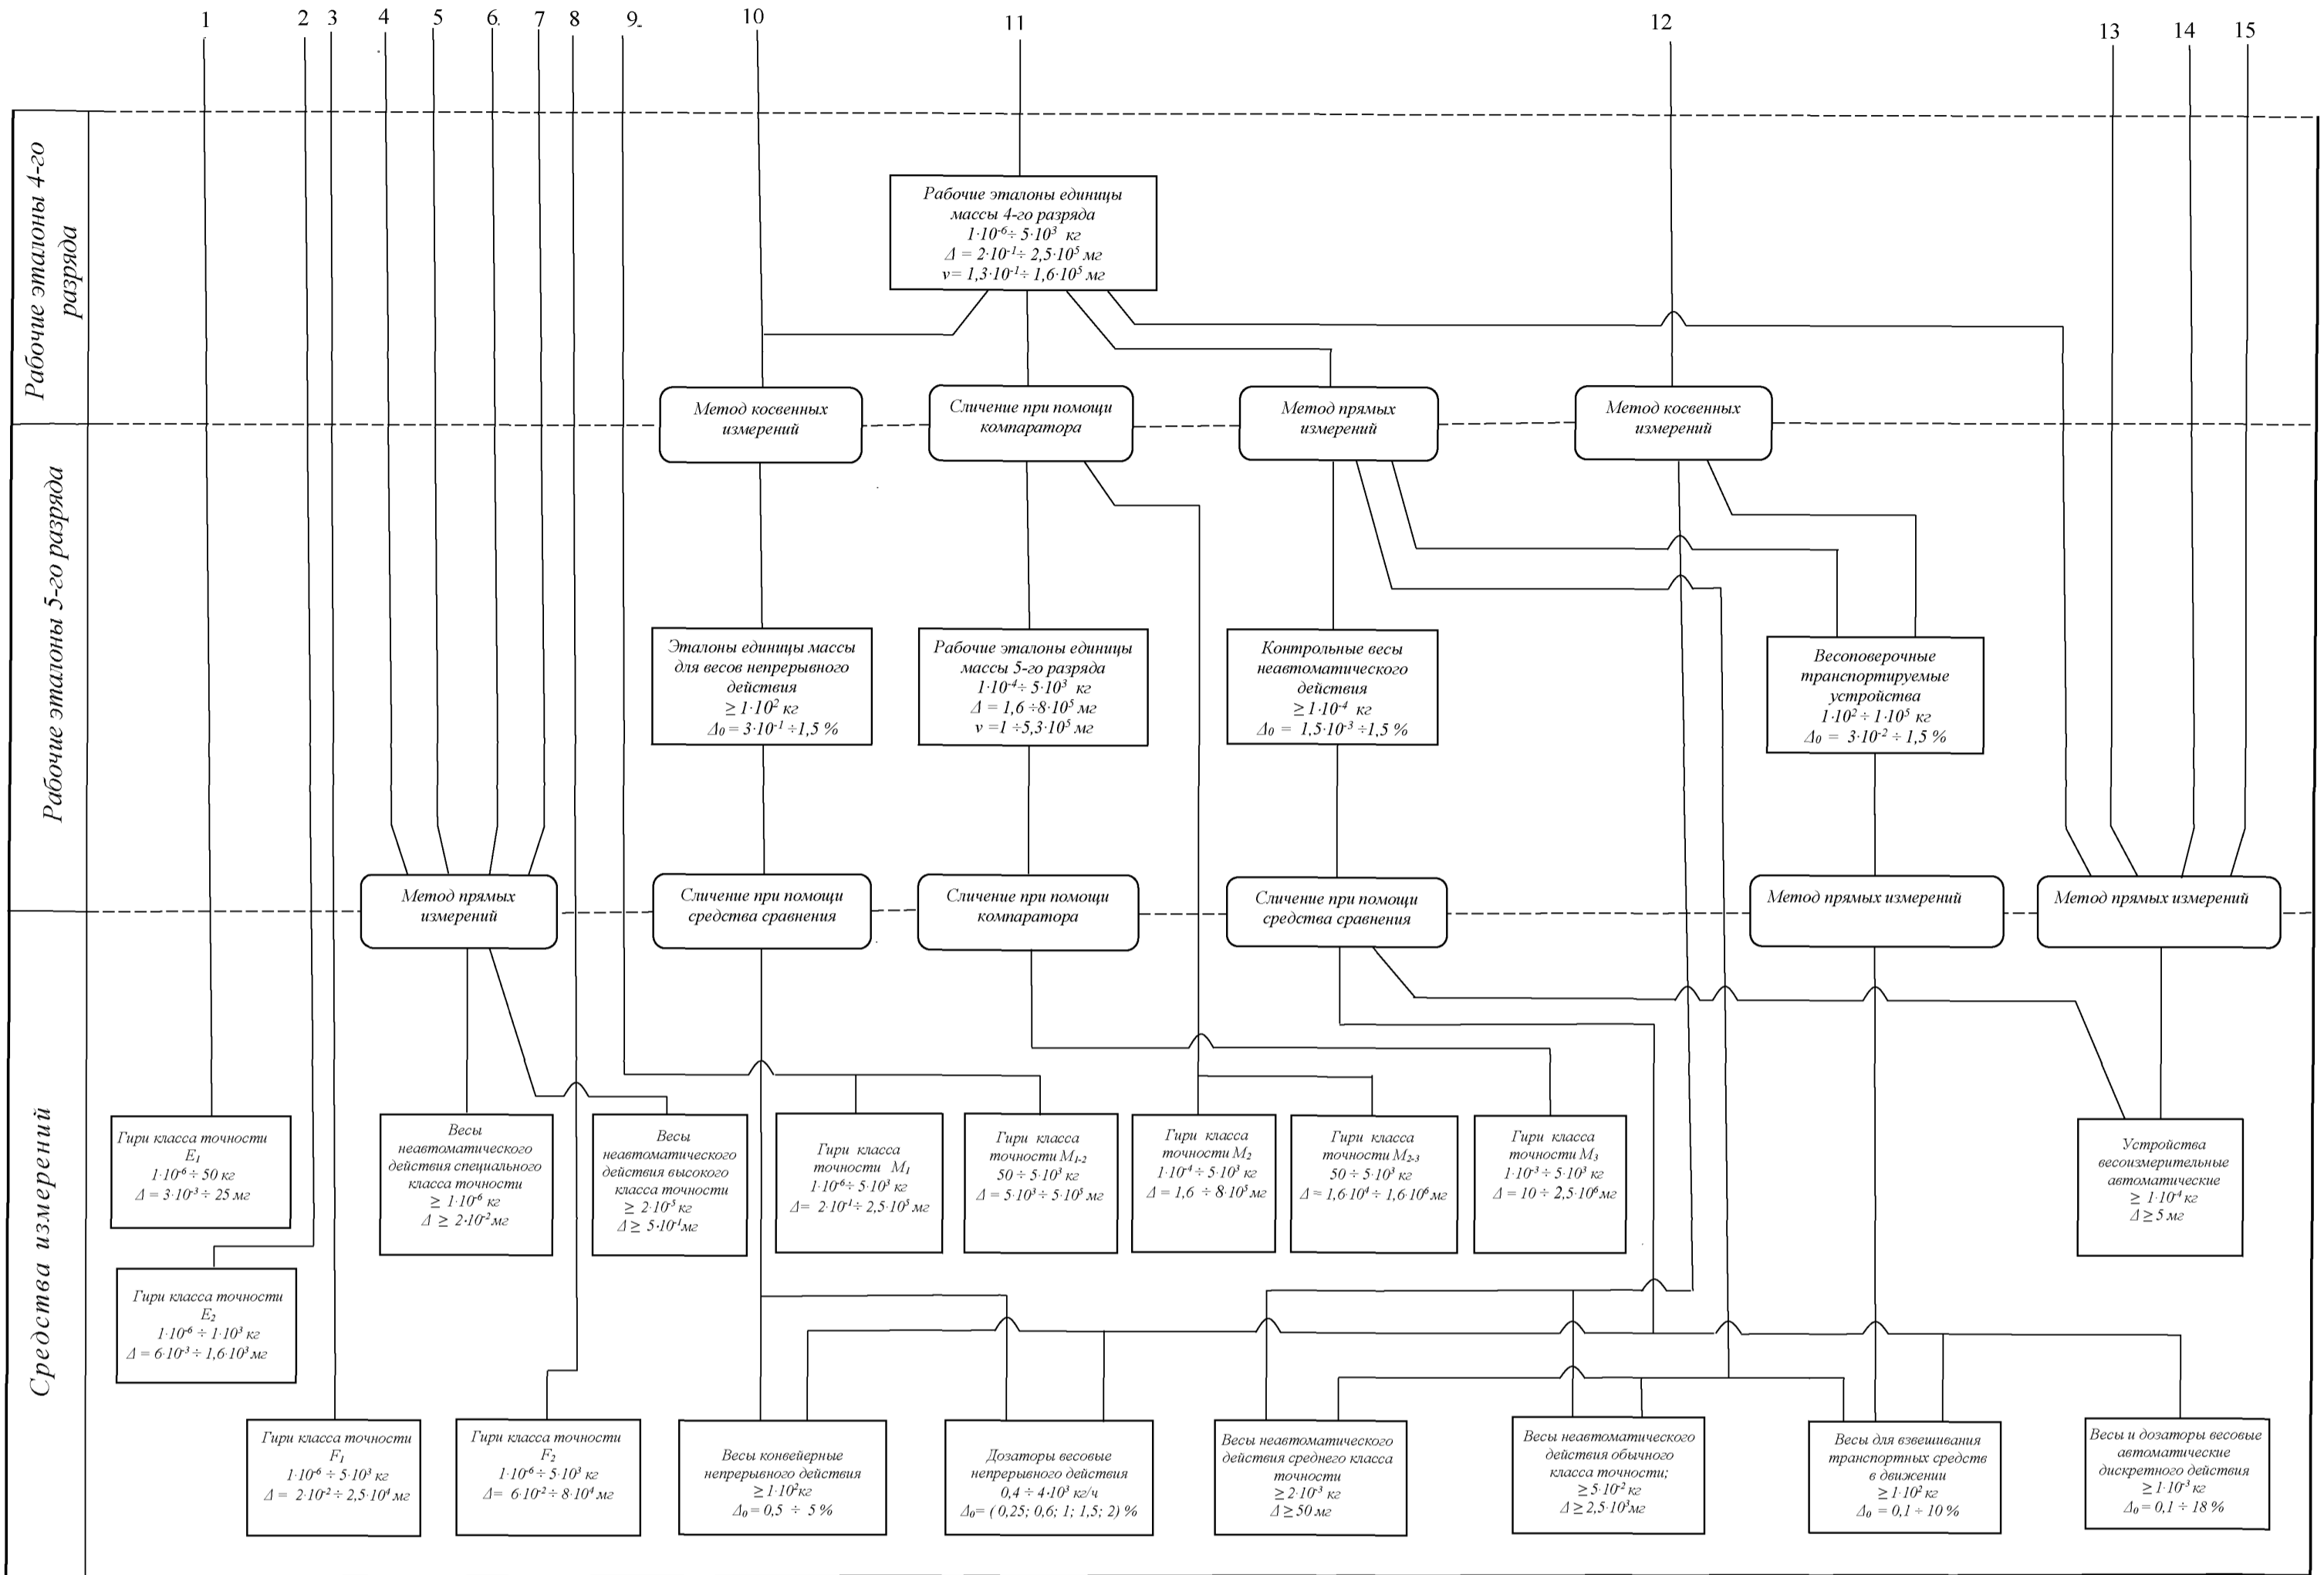 1
2
3
4
5
6.
7
8
9.
10
11
12
13
14
15
Рабочие эталоны 4-го
разряда
Рабочие эталоны единицы
массы 4-го разряда
1·10⁻⁶÷ 5·10³ кг
Δ = 2·10⁻¹÷ 2,5·10⁵ мг
ν= 1,3·10⁻¹÷ 1,6·10⁵ мг
Метод косвенных
измерений
Сличение при помощи
компаратора
Метод прямых
измерений
Метод косвенных
измерений
Рабочие эталоны 5-го разряда
Эталоны единицы массы
для весов непрерывного
действия
≥ 1·10² кг
Δ₀ = 3·10⁻¹ ÷1,5 %
Рабочие эталоны единицы
массы 5-го разряда
1·10⁻⁴÷ 5·10³ кг
Δ = 1,6 ÷8·10⁵ мг
ν =1 ÷5,3·10⁵ мг
Контрольные весы
неавтоматического
действия
≥1·10⁻⁴ кг
Δ₀ = 1,5·10⁻³ ÷1,5 %
Весоповерочные
транспортируемые
устройства
1·10² ÷ 1·10⁵ кг
Δ₀ = 3·10⁻² ÷ 1,5 %
Метод прямых
измерений
Сличение при помощи
средства сравнения
Сличение при помощи
компаратора
Сличение при помощи
средства сравнения
Метод прямых измерений
Метод прямых измерений
Средства измерений
Гири класса точности
E₁
1·10⁻⁶ ÷ 50 кг
Δ = 3·10⁻³ ÷ 25 мг
Весы
неавтоматического
действия специального
класса точности
≥ 1·10⁻⁶ кг
Δ ≥ 2·10⁻² мг
Весы
неавтоматического
действия высокого
класса точности
≥ 2·10⁻⁵ кг
Δ ≥ 5·10⁻¹ мг
Гири класса
точности M₁
1·10⁻⁶÷ 5·10³ кг
Δ= 2·10⁻¹÷ 2,5·10⁵ мг
Гири класса
точности M₁₋₂
50 ÷ 5·10³ кг
Δ = 5·10³ ÷ 5·10⁵ мг
Гири класса
точности M₂
1·10⁻⁴ ÷ 5·10³ кг
Δ = 1,6 ÷ 8·10⁵ мг
Гири класса
точности M₂₋₃
50 ÷ 5·10³ кг
Δ = 1,6·10⁴ ÷ 1,6·10⁶ мг
Гири класса
точности M₃
1·10⁻³ ÷ 5·10³ кг
Δ = 10 ÷ 2,5·10⁶ мг
Устройства
весоизмерительные
автоматические
≥ 1·10⁻⁴ кг
Δ ≥ 5 мг
Гири класса точности
E₂
1·10⁻⁶ ÷ 1·10³ кг
Δ = 6·10⁻³ ÷ 1,6·10³ мг
Гири класса точности
F₁
1·10⁻⁶ ÷ 5·10³ кг
Δ = 2·10⁻² ÷ 2,5·10⁴ мг
Гири класса точности
F₂
1·10⁻⁶ ÷ 5·10³ кг
Δ= 6·10⁻² ÷ 8·10⁴ мг
Весы конвейерные
непрерывного действия
≥ 1·10² кг
Δ₀ = 0,5 ÷ 5 %
Дозаторы весовые
непрерывного действия
0,4 ÷ 4·10³ кг/ч
Δ₀= ( 0,25; 0,6; 1; 1,5; 2) %
Весы неавтоматического
действия среднего класса
точности
≥ 2·10⁻³ кг
Δ ≥ 50 мг
Весы неавтоматического
действия обычного
класса точности;
≥ 5·10⁻² кг
Δ ≥ 2,5·10³ мг
Весы для взвешивания
транспортных средств
в движении
≥ 1·10² кг
Δ₀ = 0,1 ÷ 10 %
Весы и дозаторы весовые
автоматические
дискретного действия
≥ 1·10⁻³ кг
Δ₀ = 0,1 ÷ 18 %